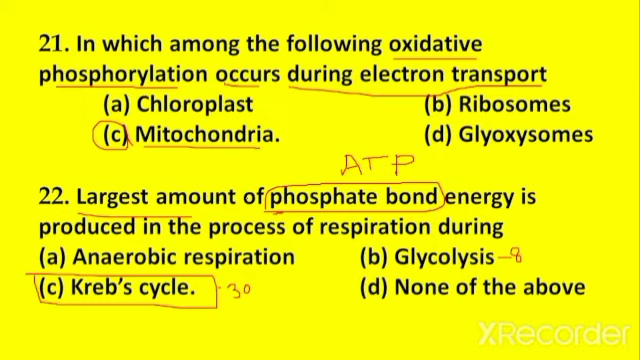 21. In which among the following oxidative
phosphorylation occurs during electron transport
(a) Chloroplast (b) Ribosomes
(c) Mitochondria. (d) Glyoxysomes
ATP
22. Largest amount of phosphate bond energy is
produced in the process of respiration during
(a) Anaerobic respiration (b) Glycolysis -8
(c) Kreb's cycle. 30 (d) None of the above
XRecorder